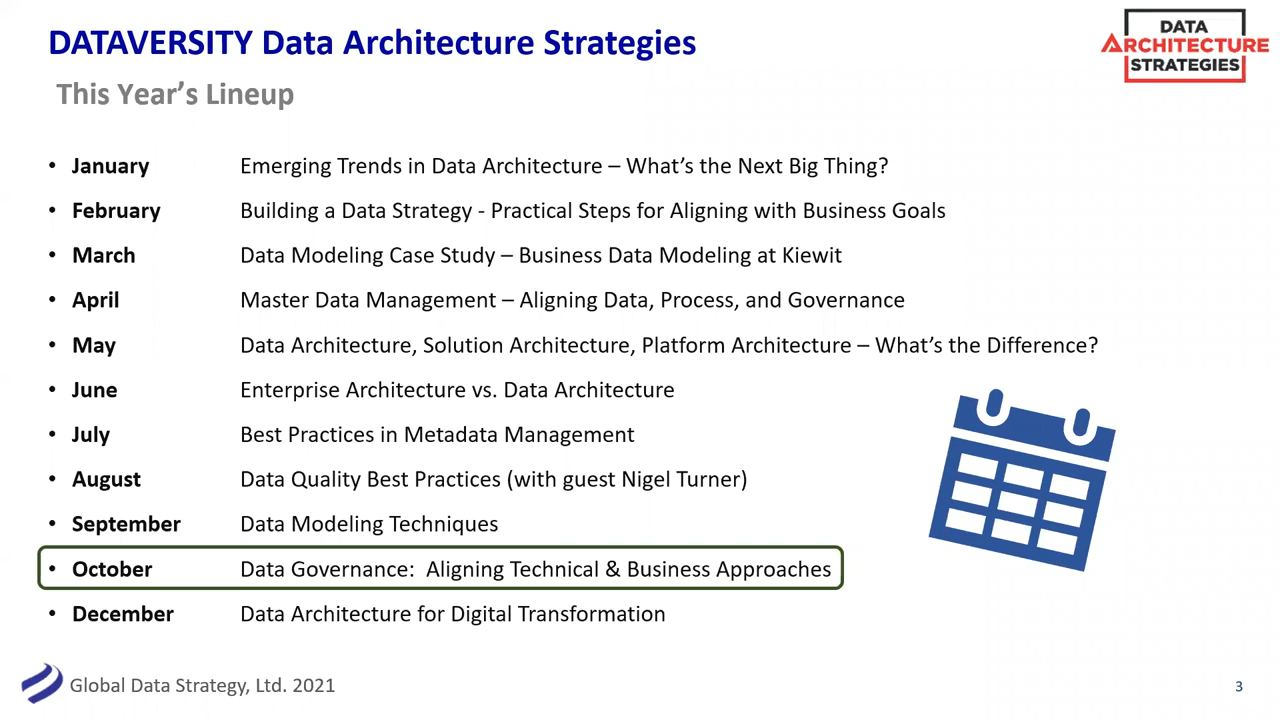 DATAVERSITY Data Architecture Strategies
DATA
ARCHITECTURE
STRATEGIES
This Year’s Lineup
• January Emerging Trends in Data Architecture – What’s the Next Big Thing?
• February Building a Data Strategy - Practical Steps for Aligning with Business Goals
• March Data Modeling Case Study – Business Data Modeling at Kiewit
• April Master Data Management – Aligning Data, Process, and Governance
• May Data Architecture, Solution Architecture, Platform Architecture – What’s the Difference?
• June Enterprise Architecture vs. Data Architecture
• July Best Practices in Metadata Management
• August Data Quality Best Practices (with guest Nigel Turner)
• September Data Modeling Techniques
• October Data Governance:  Aligning Technical & Business Approaches
• December Data Architecture for Digital Transformation
Global Data Strategy, Ltd. 2021
3